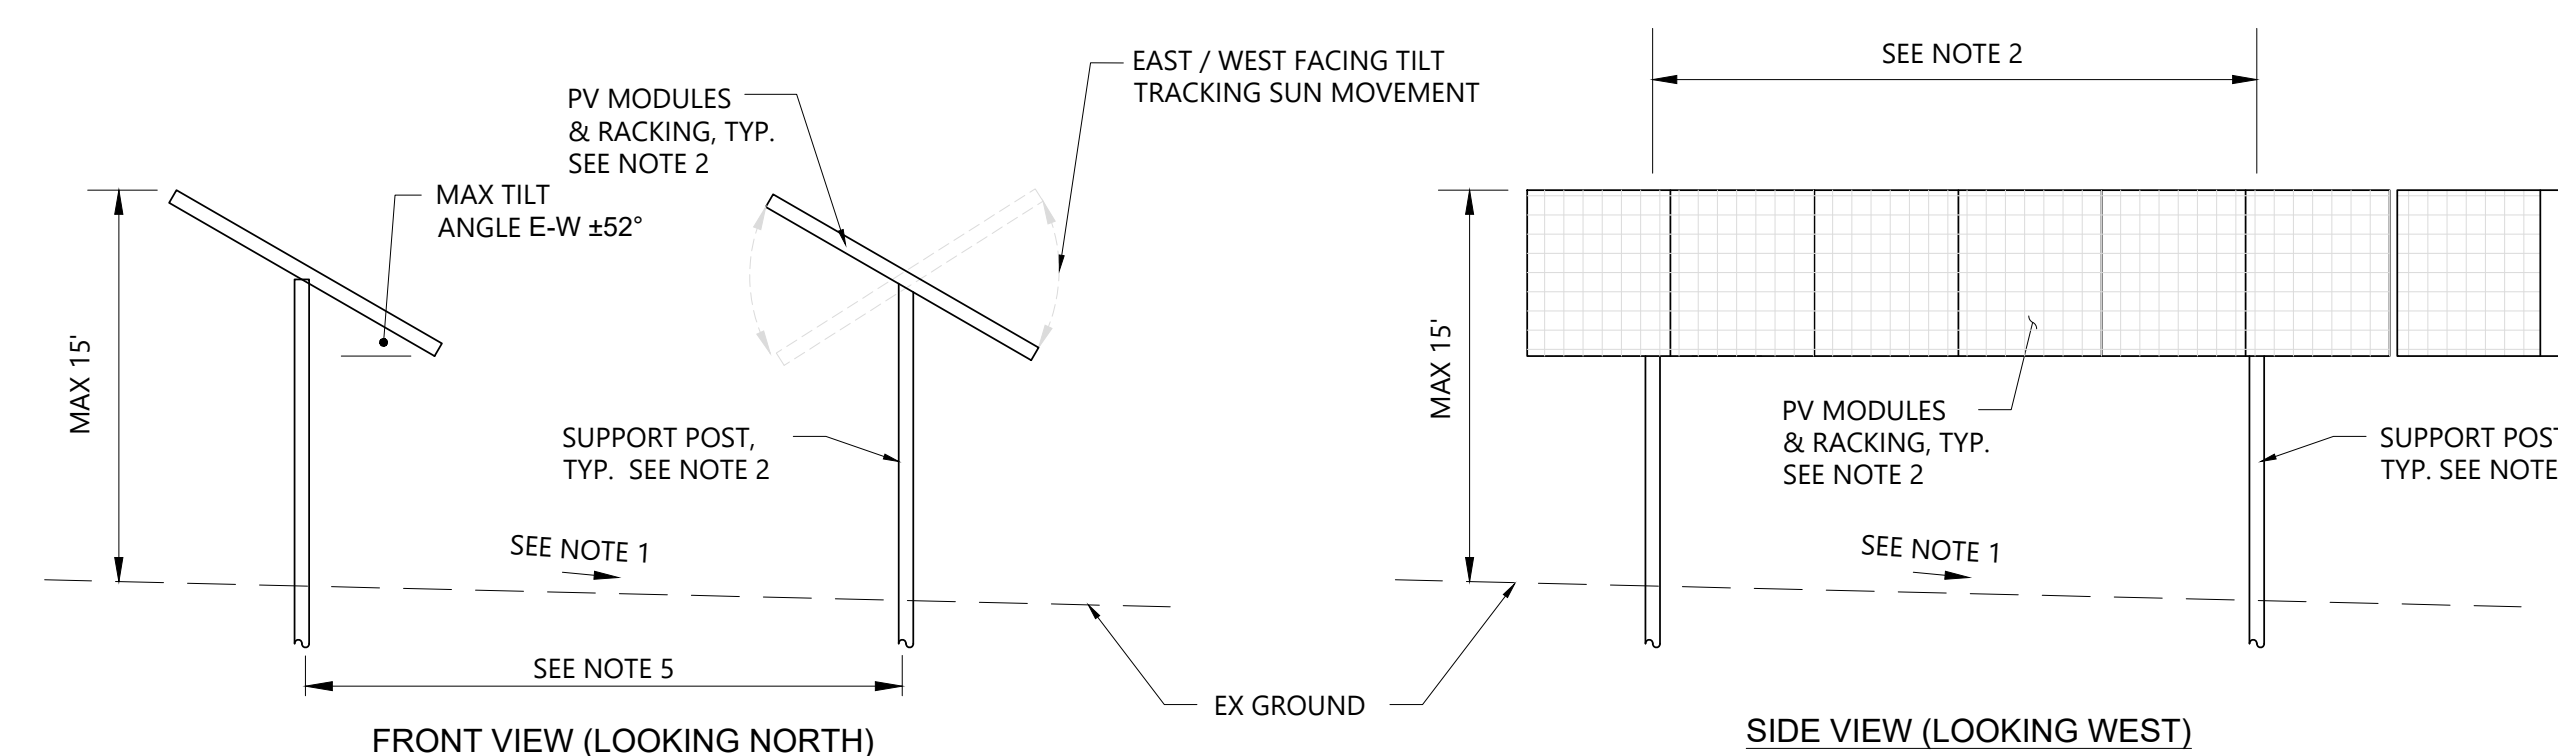 EAST / WEST FACING TILT
TRACKING SUN MOVEMENT
PV MODULES
& RACKING, TYP.
SEE NOTE 2
MAX TILT
ANGLE E-W ±52°
MAX 15'
SUPPORT POST,
TYP. SEE NOTE 2
SEE NOTE 1
SEE NOTE 5
FRONT VIEW (LOOKING NORTH)
EX GROUND
SEE NOTE 2
MAX 15'
PV MODULES
& RACKING, TYP.
SEE NOTE 2
SUPPORT POST
TYP. SEE NOTE
SEE NOTE 1
SIDE VIEW (LOOKING WEST)